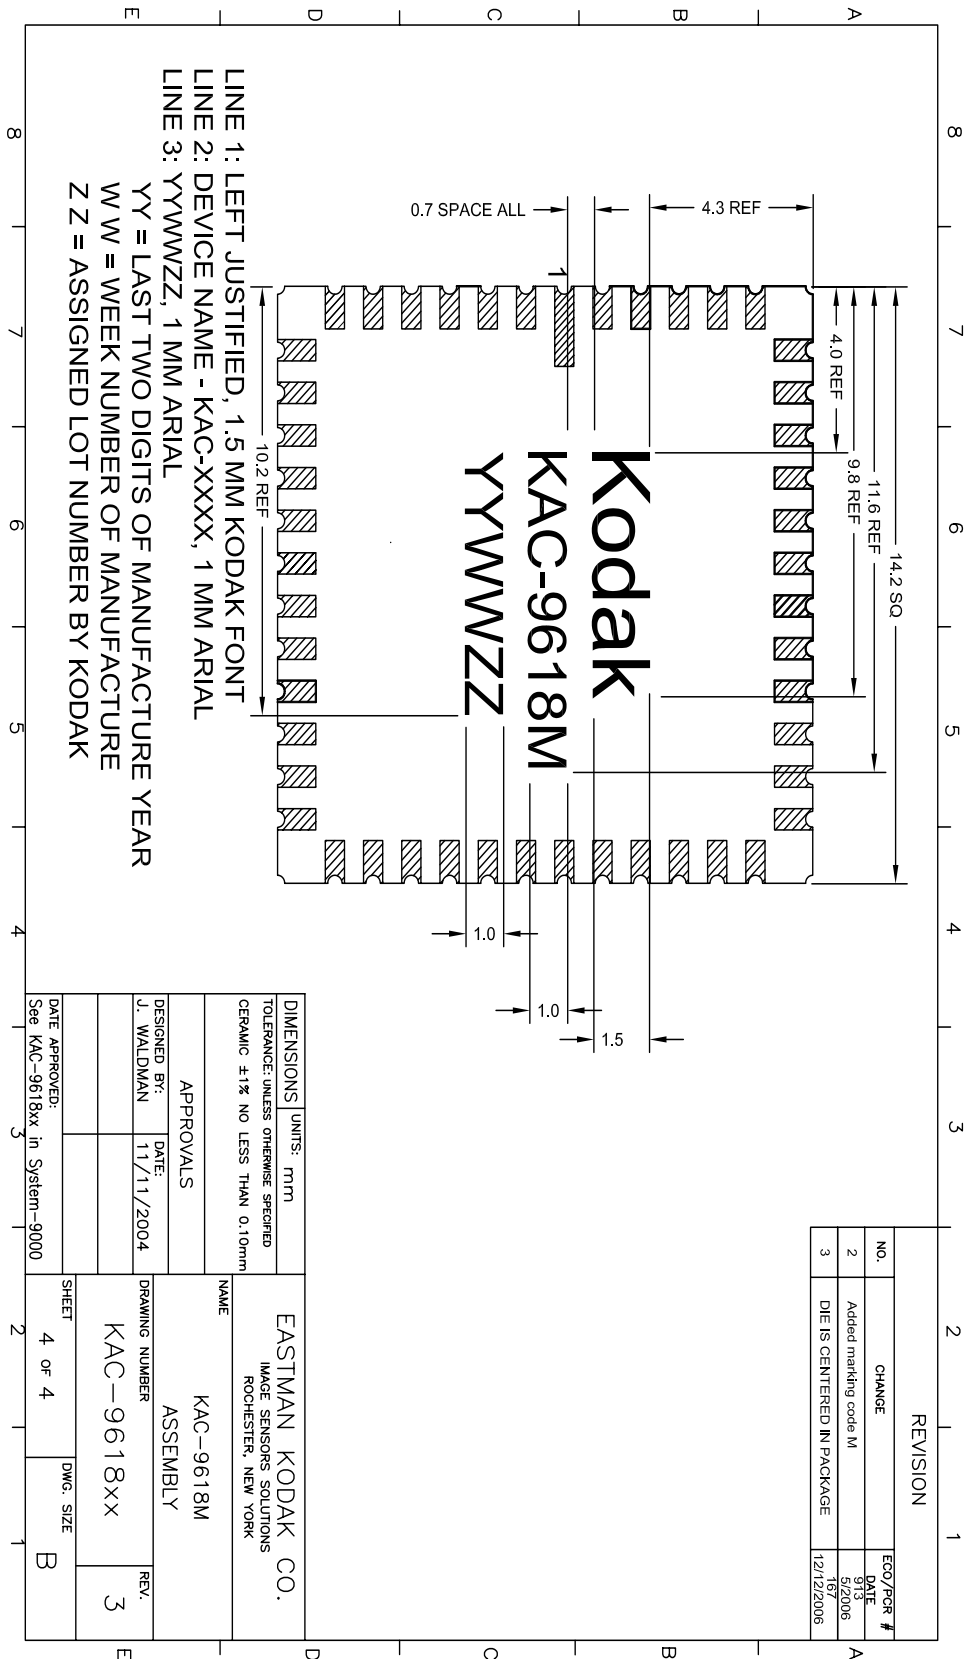 8
7
6
5
4
3
2
1
A
B
C
D
E
REVISION
NO.
CHANGE
ECO/PCR #
DATE
2
Added marking code M
913
5/2006
3
DIE IS CENTERED IN PACKAGE
167
12/12/2006
14.2 SQ
11.6 REF
9.8 REF
4.0 REF
4.3 REF
0.7 SPACE ALL
1
Kodak
KAC-9618M
YYWWZZ
1.5
1.0
1.0
10.2 REF
LINE 1: LEFT JUSTIFIED, 1.5 MM KODAK FONT
LINE 2: DEVICE NAME - KAC-XXXX, 1 MM ARIAL
LINE 3: YYWWZZ, 1 MM ARIAL
YY = LAST TWO DIGITS OF MANUFACTURE YEAR
W W = WEEK NUMBER OF MANUFACTURE
Z Z = ASSIGNED LOT NUMBER BY KODAK
DIMENSIONS
UNITS: mm
TOLERANCE: UNLESS OTHERWISE SPECIFIED
CERAMIC ±1% NO LESS THAN 0.10mm
APPROVALS
DESIGNED BY:
J. WALDMAN
DATE:
11/11/2004
DATE APPROVED:
See KAC-9618xx in System-9000
EASTMAN KODAK CO.
IMAGE SENSORS SOLUTIONS
ROCHESTER, NEW YORK
NAME
KAC-9618M
ASSEMBLY
DRAWING NUMBER
KAC-9618xx
REV.
3
SHEET
4 OF 4
DWG. SIZE
B
8
7
6
5
4
3
2
1
A
B
C
D
E